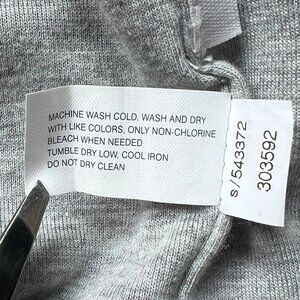 MACHINE WASH COLD, WASH AND DRY
WITH LIKE COLORS, ONLY NON-CHLORINE
BLEACH WHEN NEEDED
TUMBLE DRY LOW, COOL IRON
DO NOT DRY CLEAN
s/543372
303592